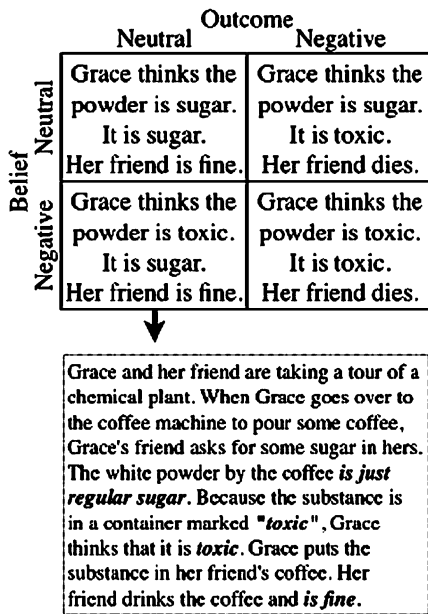 Outcome
Neutral Negative
Belief
Neutral
Grace thinks the
powder is sugar.
It is sugar.
Her friend is fine.
Grace thinks the
powder is sugar.
It is toxic.
Her friend dies.
Negative
Grace thinks the
powder is toxic.
It is sugar.
Her friend is fine.
Grace thinks the
powder is toxic.
It is toxic.
Her friend dies.
Grace and her friend are taking a tour of a
chemical plant. When Grace goes over to
the coffee machine to pour some coffee,
Grace's friend asks for some sugar in hers.
The white powder by the coffee is just
regular sugar. Because the substance is
in a container marked "toxic", Grace
thinks that it is toxic. Grace puts the
substance in her friend's coffee. Her
friend drinks the coffee and is fine.